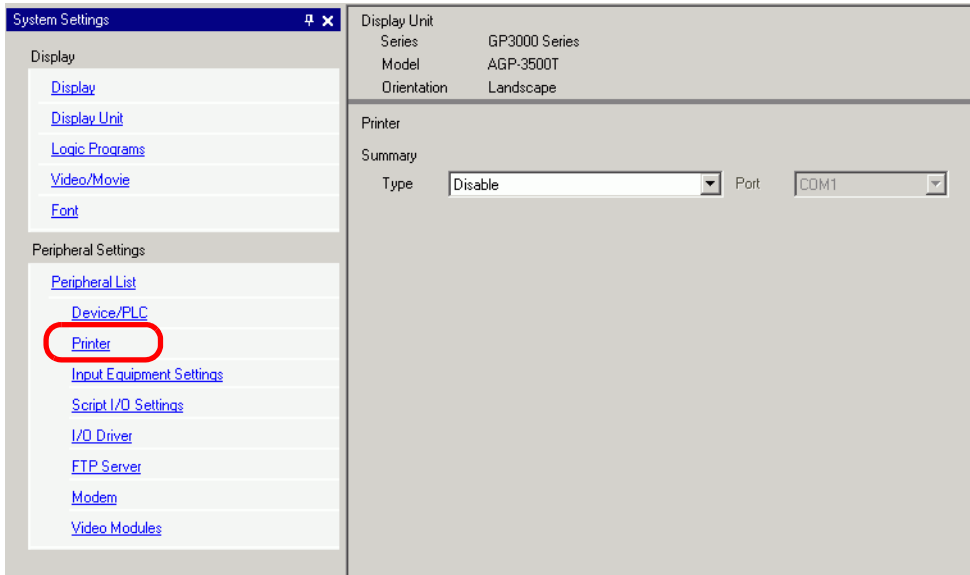 System Settings
Display
Display
Display Unit
Logic Programs
Video/Movie
Font
Peripheral Settings
Peripheral List
Device/PLC
Printer
Input Equipment Settings
Script I/O Settings
I/O Driver
FTP Server
Modem
Video Modules
Display Unit
Series GP3000 Series
Model AGP-3500T
Orientation Landscape
Printer
Summary
Type Disable Port COM1